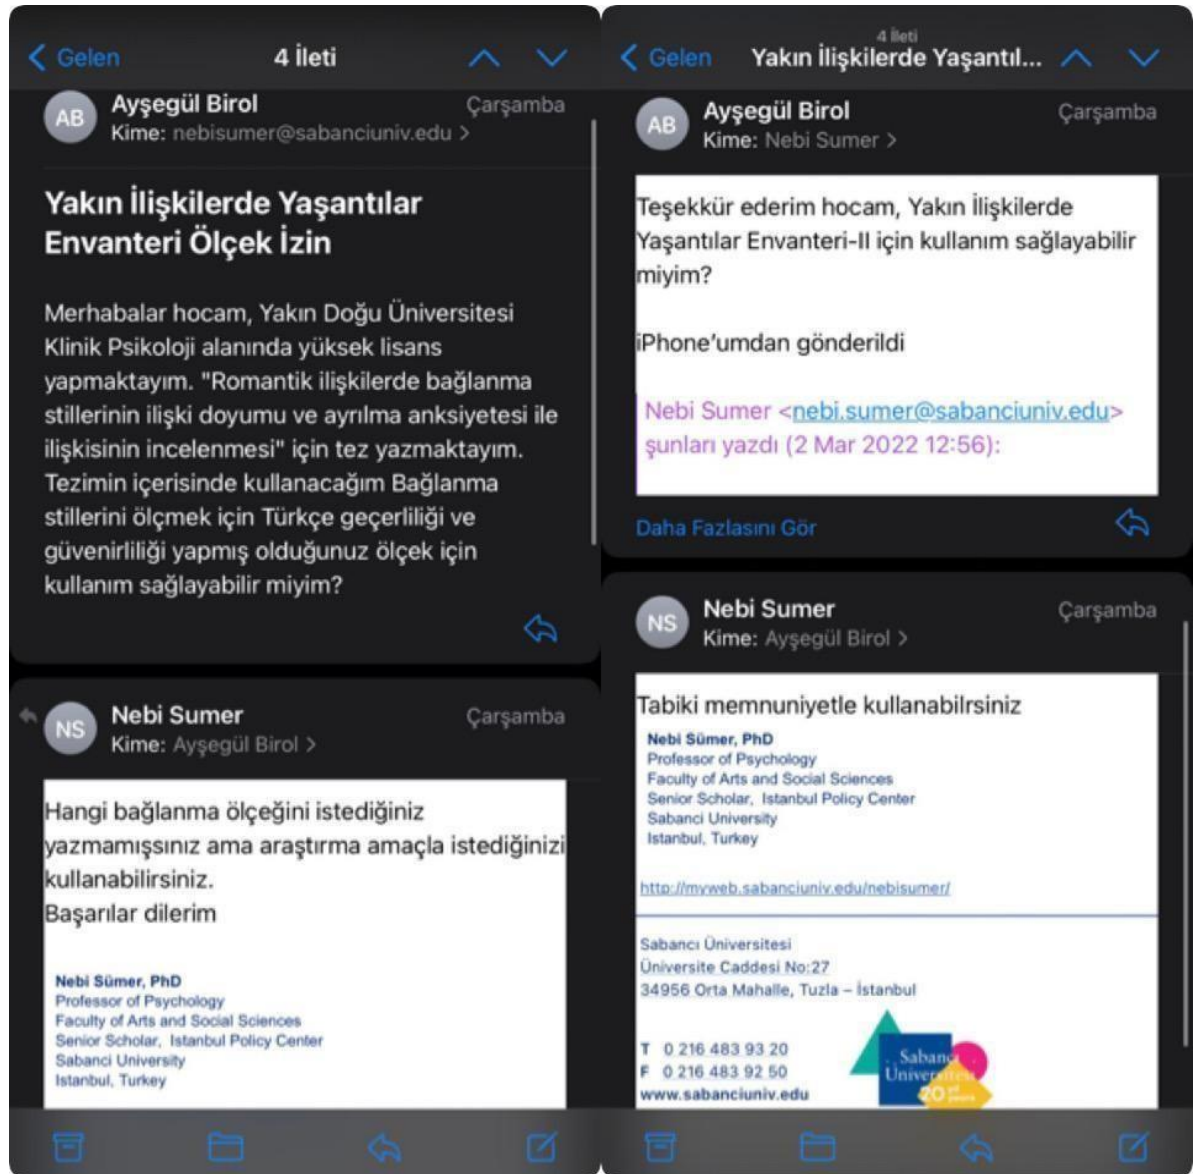 Gelen
4 İleti
AB
Ayşegül Birol
Çarşamba
Kime: nebisumer@sabanciuniv.edu >
Yakın İlişkilerde Yaşantılar
Envanteri Ölçek İzin
Merhabalar hocam, Yakın Doğu Üniversitesi
Klinik Psikoloji alanında yüksek lisans
yapmaktayım. "Romantik ilişkilerde bağlanma
stillerinin ilişki doyumu ve ayrılma anksiyetesi ile
ilişkisinin incelenmesi" için tez yazmaktayım.
Tezimin içerisinde kullanacağım Bağlanma
stillerini ölçmek için Türkçe geçerliliği ve
güvenirliliği yapmış olduğunuz ölçek için
kullanım sağlayabilir miyim?
NS
Nebi Sumer
Çarşamba
Kime: Ayşegül Birol >
Hangi bağlanma ölçeğini istediğiniz
yazmamışsınız ama araştırma amaçla istediğinizi
kullanabilirsiniz.
Başarılar dilerim
Nebi Sümer, PhD
Professor of Psychology
Faculty of Arts and Social Sciences
Senior Scholar, Istanbul Policy Center
Sabanci University
Istanbul, Turkey
Gelen
4 İleti
Yakın İlişkilerde Yaşantıl...
AB
Ayşegül Birol
Çarşamba
Kime: Nebi Sumer >
Teşekkür ederim hocam, Yakın İlişkilerde
Yaşantılar Envanteri-II için kullanım sağlayabilir
miyim?
iPhone'umdan gönderildi
Nebi Sumer <nebi.sumer@sabanciuniv.edu>
şunları yazdı (2 Mar 2022 12:56):
Daha Fazlasını Gör
NS
Nebi Sumer
Çarşamba
Kime: Ayşegül Birol >
Tabiki memnuniyetle kullanabilrsiniz
Nebi Sümer, PhD
Professor of Psychology
Faculty of Arts and Social Sciences
Senior Scholar, Istanbul Policy Center
Sabanci University
Istanbul, Turkey
http://myweb.sabanciuniv.edu/nebisumer/
Sabancı Üniversitesi
Üniversite Caddesi No:27
34956 Orta Mahalle, Tuzla – İstanbul
T 0 216 483 93 20
F 0 216 483 92 50
www.sabanciuniv.edu
Sabancı
Üniversitesi
20